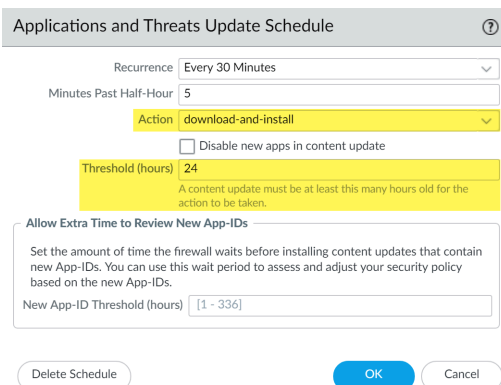 Applications and Threats Update Schedule ?
Recurrence Every 30 Minutes
Minutes Past Half-Hour 5
Action download-and-install
Disable new apps in content update
Threshold (hours) 24
A content update must be at least this many hours old for the
action to be taken.
Allow Extra Time to Review New App-IDs
Set the amount of time the firewall waits before installing content updates that contain
new App-IDs. You can use this wait period to assess and adjust your security policy
based on the new App-IDs.
New App-ID Threshold (hours) [1 - 336]
Delete Schedule OK Cancel